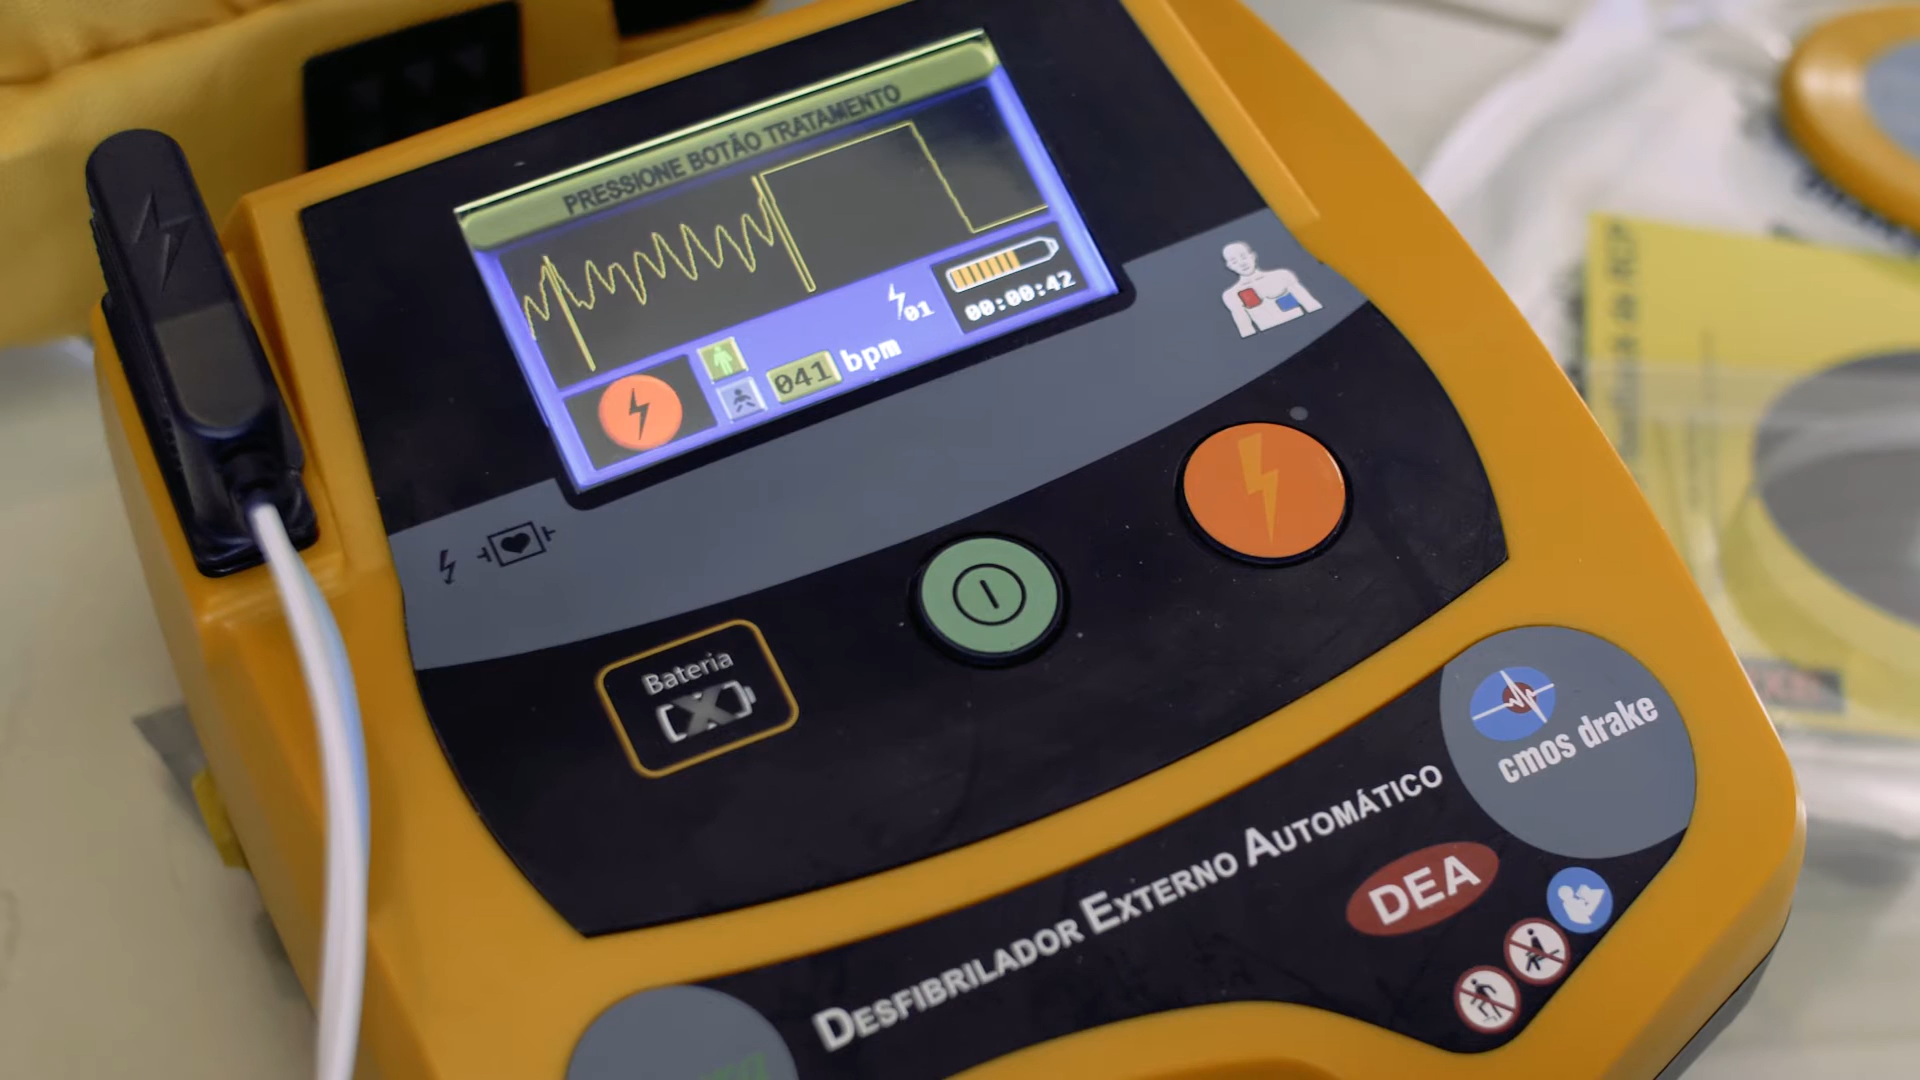 PRESSIONE BOTÃO TRATAMENTO
01
00:00:42
041 bpm
Bateria
cmos drake
DESFIBRILADOR EXTERNO AUTOMÁTICO
DEA